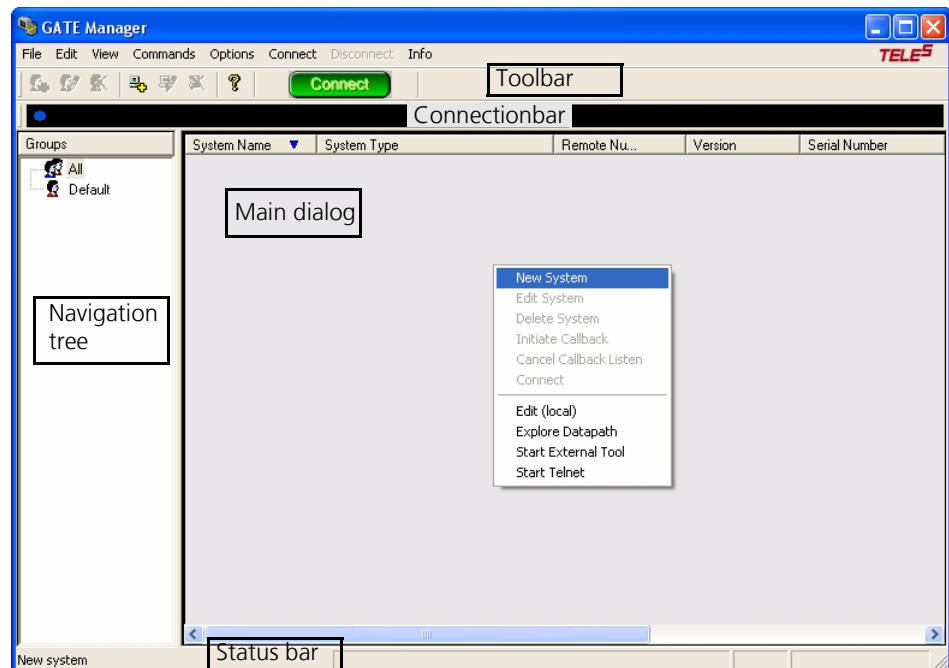 GATE Manager
File Edit View Commands Options Connect Disconnect Info
TELES
? Connect
Toolbar
Connectionbar
Groups
System Name System Type Remote Nu... Version Serial Number
All
Default
Main dialog
Navigation
tree
New System
Edit System
Delete System
Initiate Callback
Cancel Callback Listen
Connect
Edit (local)
Explore Datapath
Start External Tool
Start Telnet
Status bar
New system